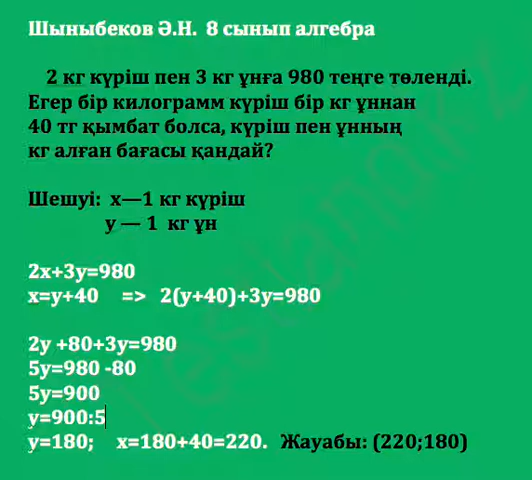 Шыныбеков Ә.Н. 8 сынып алгебра
2 кг күріш пен 3 кг ұнға 980 теңге төленді.
Егер бір килограмм күріш бір кг ұннан
40 тг қымбат болса, күріш пен ұнның
кг алған бағасы қандай?
Шешуі: х—1 кг күріш
у — 1 кг ұн
2х+3у=980
х=у+40 => 2(у+40)+3у=980
2у +80+3у=980
5у=980 -80
5у=900
у=900:5
у=180; х=180+40=220. Жауабы: (220;180)